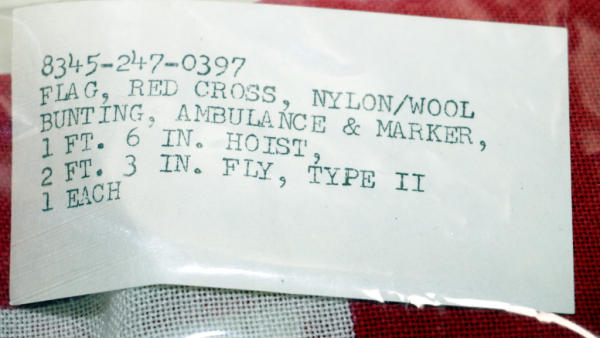 8345-247-0397
FLAG, RED CROSS, NYLON/WOOL
BUNTING, AMBULANCE & MARKER,
1 FT. 6 IN. HOIST,
2 FT. 3 IN. FLY, TYPE II
1 EACH